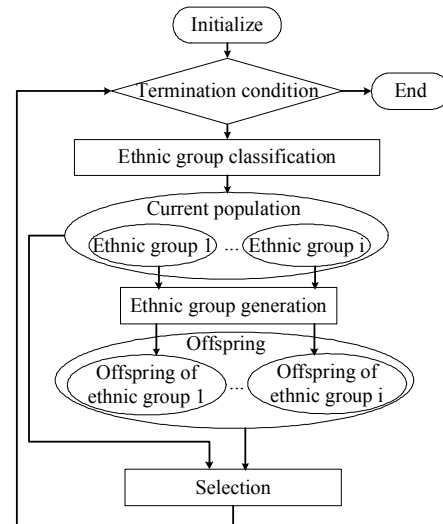 Initialize
Termination condition
End
Ethnic group classification
Current population
Ethnic group 1 ... Ethnic group i
Ethnic group generation
Offspring
Offspring of
ethnic group 1
...
Offspring of
ethnic group i
Selection